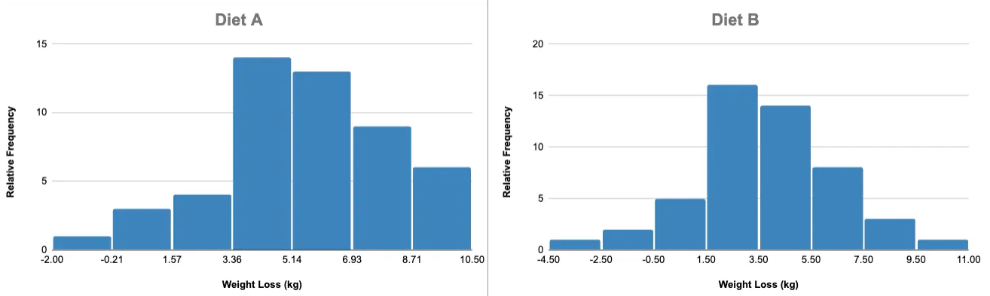 Diet A
15
10
5
0
Relative Frequency
-2.00 -0.21 1.57 3.36 5.14 6.93 8.71 10.50
Weight Loss (kg)
Diet B
20
15
10
5
0
Relative Frequency
-4.50 -2.50 -0.50 1.50 3.50 5.50 7.50 9.50 11.00
Weight Loss (kg)